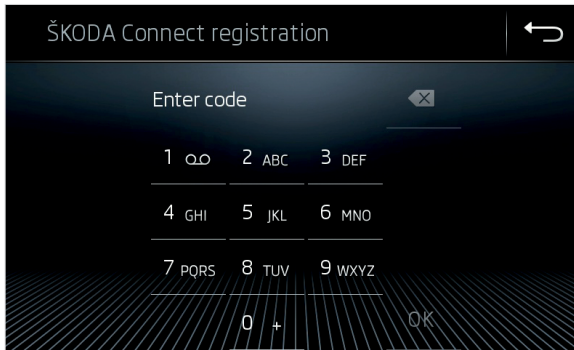 ŠKODA Connect registration
Enter code
1 2 ABC 3 DEF
4 GHI 5 JKL 6 MNO
7 PQRS 8 TUV 9 WXYZ
0 + OK